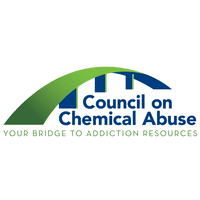 Council on
Chemical Abuse
YOUR BRIDGE TO ADDICTION RESOURCES